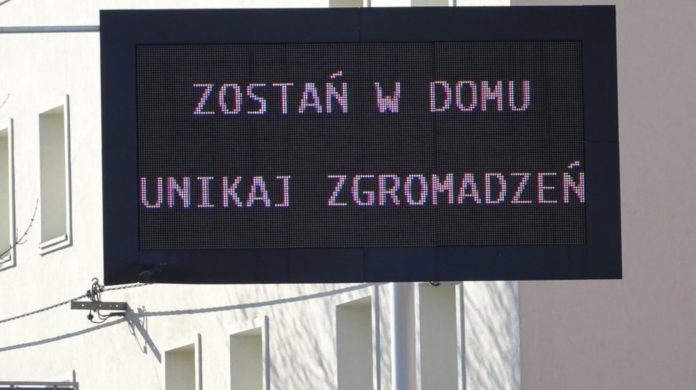 ZOSTAŃ W DOMU
UNIKAJ ZGROMADZEŃ